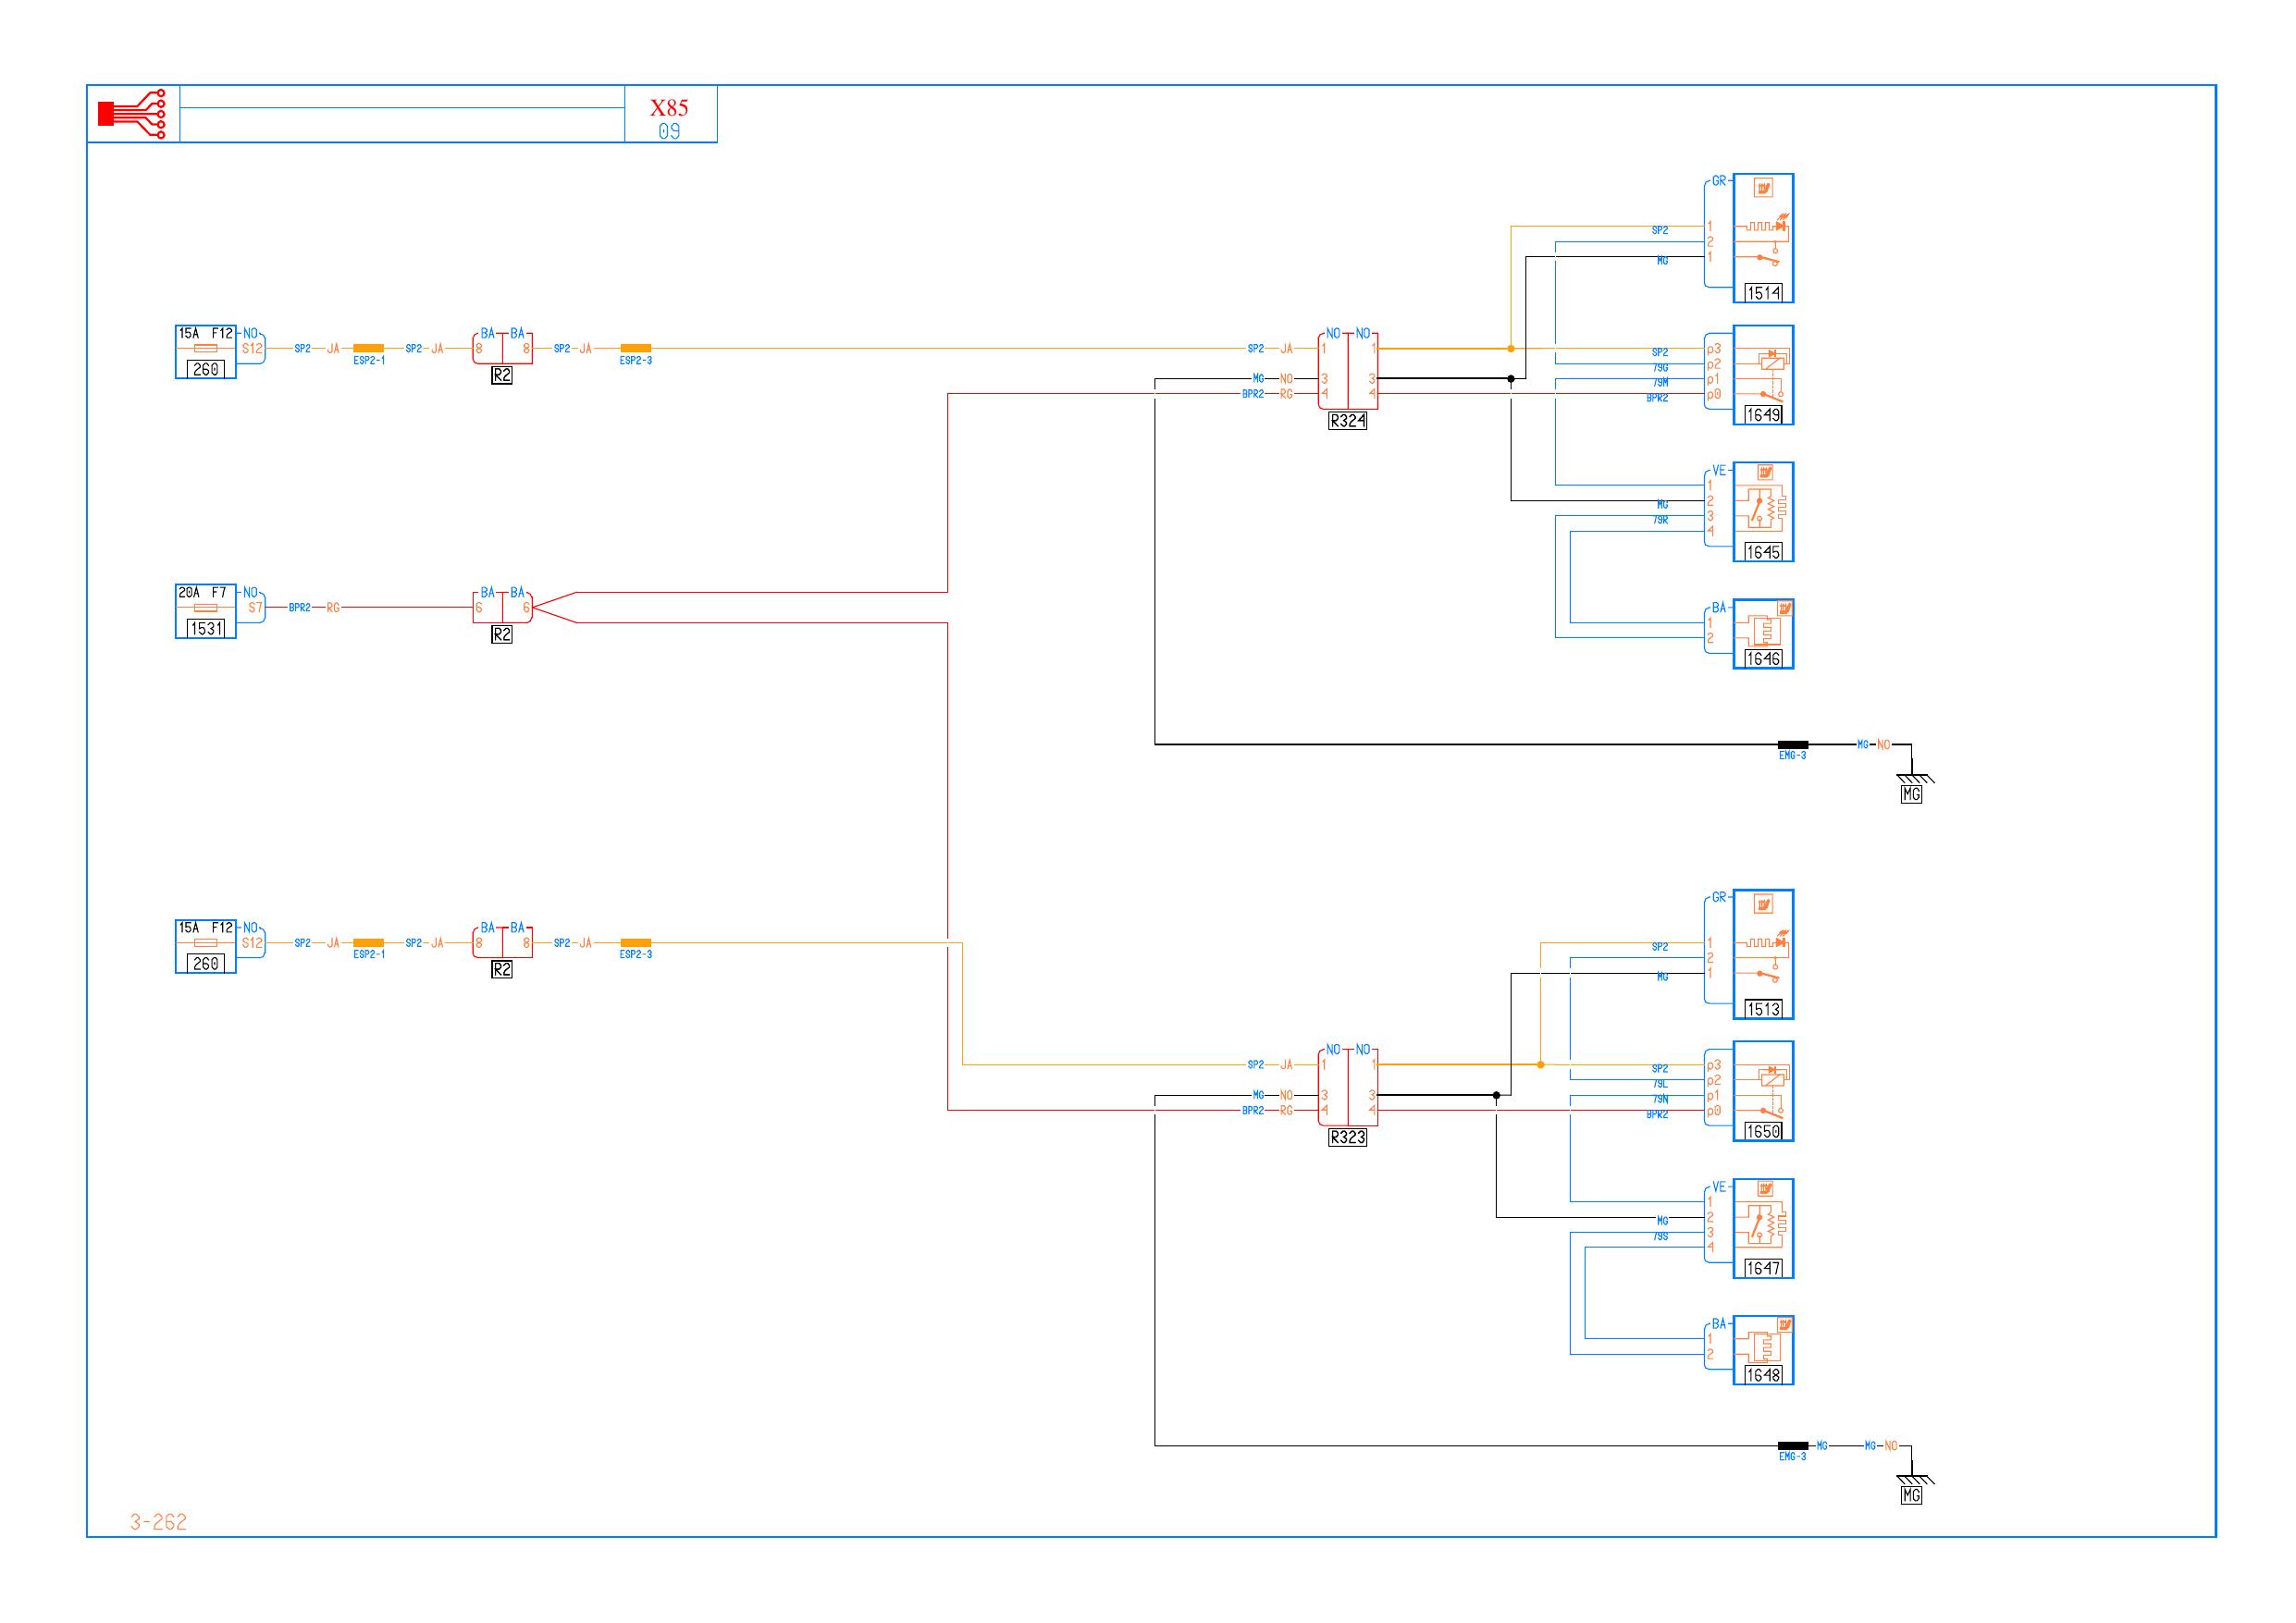 X85
09
GR
1
SP2
2
1
MG
1514
15A F12 NO
S12 SP2 JA SP2 JA
ESP2-1
260
BA BA
8 8 SP2 JA
ESP2-3
R2
SP2 JA
MG NO
BPR2 RG
NO NO
1 1
3 3
4 4
R324
SP2 p3
79G p2
79M p1
BPR2 p0
1649
VE
1
MG 2
79R 3
4
1645
20A F7 NO
S7 BPR2 RG
1531
BA BA
6 6
R2
BA
1
2
1646
EMG-3
MG NO
MG
GR
1
SP2
2
1
MG
1513
15A F12 NO
S12 SP2 JA SP2 JA
ESP2-1
260
BA BA
8 8 SP2 JA
ESP2-3
R2
SP2 JA
MG NO
BPR2 RG
NO NO
1 1
3 3
4 4
R323
SP2 p3
79L p2
79N p1
BPR2 p0
1650
VE
1
MG 2
79S 3
4
1647
BA
1
2
1648
EMG-3
MG MG NO
MG
3-262